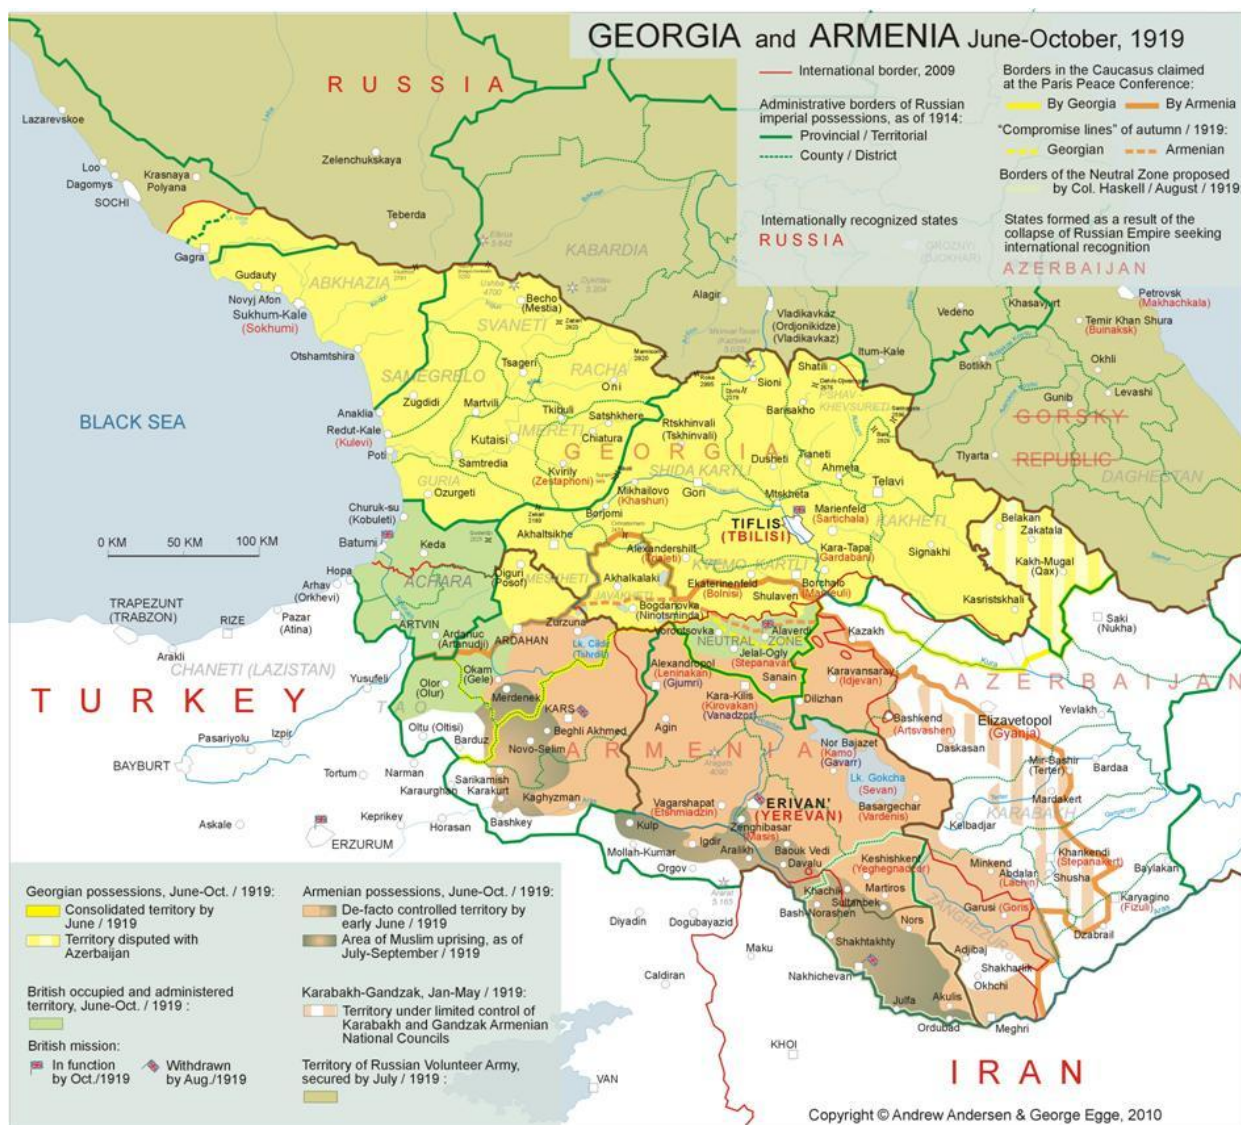 GEORGIA and ARMENIA June-October, 1919
International border, 2009
Administrative borders of Russian
imperial possessions, as of 1914:
Provincial / Territorial
County / District
Borders in the Caucasus claimed
at the Paris Peace Conference:
By Georgia
By Armenia
"Compromise lines" of autumn / 1919:
Georgian
Armenian
Borders of the Neutral Zone proposed
by Col. Haskell / August / 1919:
Internationally recognized states
RUSSIA
States formed as a result of the
collapse of Russian Empire seeking
international recognition
AZERBAIJAN
RUSSIA
Lazarevskoe
Loo
Dagomys
SOCHI
Krasnaya
Polyana
Zelenchukskaya
Teberda
KABARDIA
Gagra
Gudauty
Novyj Afon
Sukhum-Kale
(Sokhumi)
ABKHAZIA
Otshamtshira
SVANETI
Becho
(Mestia)
Alagir
Vladikavkaz
(Ordjonikidze)
(Vladikavkaz)
Vedeno
Khasavjurt
Petrovsk
(Makhachkala)
Temir Khan Shura
(Buinaksk)
Itum-Kale
Botlikh
Okhli
Levashi
Gunib
GORSKY
REPUBLIC
Tlyarta
DAGHESTAN
SAMEGRELO
Tsageri
RACHA
Oni
Zugdidi
Martvili
Tkibuli
Satshkhere
IMERETI
Chiatura
Kutaisi
Samtredia
Kvirily
(Zestaphoni)
Anaklia
Redut-Kale
(Kulevi)
Poti
GURIA
Ozurgeti
BLACK SEA
GEORGIA
Rtskhinvali
(Tskhinvali)
SHIDA KARTLI
Mikhailovo
(Khashuri)
Gori
Borjomi
Sioni
Shatili
Barisakho
PSHAV-
KHEVSURETI
Dusheti
Tianeti
Ahmeta
Telavi
Mtskheta
TIFLIS
(TBILISI)
Marienfeld
(Sartichala)
KAKHETI
Signakhi
Kara-Tapa
(Gardabani)
Belakan
Zakatala
Kakh-Mugal
(Qax)
Kasristskhali
Saki
(Nukha)
0 KM
50 KM
100 KM
Churuk-su
(Kobuleti)
Batumi
Keda
ACHARA
Hopa
Arhav
(Orkhevi)
Pazar
(Atina)
TRAPEZUNT
(TRABZON)
RIZE
Arakli
CHANETI (LAZISTAN)
ARTVIN
Ardanuc
(Artanudji)
ARDAHAN
Akhaltsikhe
Diguri
(Posof)
MESKHETI
Alexandershilf
(Trialeti)
Akhalkalaki
JAVAKHETI
Bogdanovka
(Ninotsminda)
KVEMO KARTLI
Ekaterinenfeld
(Bolnisi)
Shulaveri
Borchalo
(Marneuli)
Zurzuna
Vorontsovka
Alaverdi
NEUTRAL ZONE
Jelal-Ogly
(Stepanavan)
Sanain
Kazakh
Karavansaray
(Idjevan)
Dilizhan
Kura
AZERBAIJAN
TURKEY
TAO
Yusufeli
Olor
(Olur)
Okam
(Gele)
Merdenek
Oltu (Oltisi)
Barduz
Pasariyolu
Izpir
BAYBURT
Tortum
Narman
Karaurghan
Sarikamish
Karakurt
KARS
Beghli Akhmed
Novo-Selim
Kaghyzman
Bashkey
Askale
Keprikey
Horasan
ERZURUM
Alexandropol
(Leninakan)
(Gjumri)
Kara-Kilis
(Kirovakan)
(Vanadzor)
Agin
ARMENIA
Nor Bajazet
(Kamo)
(Gavarr)
Lk. Gokcha
(Sevan)
Basargechar
(Vardenis)
Bashkend
(Artsvashen)
Daskasan
Elizavetopol
(Gyanja)
Yevlakh
Mir-Bashir
(Terter)
Bardaa
Mardakert
KARABAKH
Kelbadjar
Vagarshapat
(Etshmiadzin)
ERIVAN'
(YEREVAN)
Kulp
Igdir
Zenghibasar
(Masis)
Aralikh
Mollah-Kumar
Orgov
Baouk Vedi
Davalu
Keshishkent
(Yeghegnadzor)
Khachik
Martiros
Sultanbek
Bash-Norashen
Nors
Minkend
Abdalar
(Lachin)
Khankendi
(Stepanakert)
Shusha
Baylakan
Karyagino
(Fizuli)
Garusi (Goris)
ZANGHEZUR
Dzabrail
Diyadin
Dogubayazid
Caldiran
Maku
Shakhtakhty
Nakhichevan
Julfa
Akulis
Ordubad
Adjibaj
Shakharlik
Okhchi
Meghri
KHOI
VAN
IRAN
Georgian possessions, June-Oct. / 1919:
Consolidated territory by
June / 1919
Territory disputed with
Azerbaijan
British occupied and administered
territory, June-Oct. / 1919 :
British mission:
In function
by Oct./1919
Withdrawn
by Aug./1919
Armenian possessions, June-Oct. / 1919:
De-facto controlled territory by
early June / 1919
Area of Muslim uprising, as of
July-September / 1919
Karabakh-Gandzak, Jan-May / 1919:
Territory under limited control of
Karabakh and Gandzak Armenian
National Councils
Territory of Russian Volunteer Army,
secured by July / 1919 :
Copyright © Andrew Andersen & George Egge, 2010